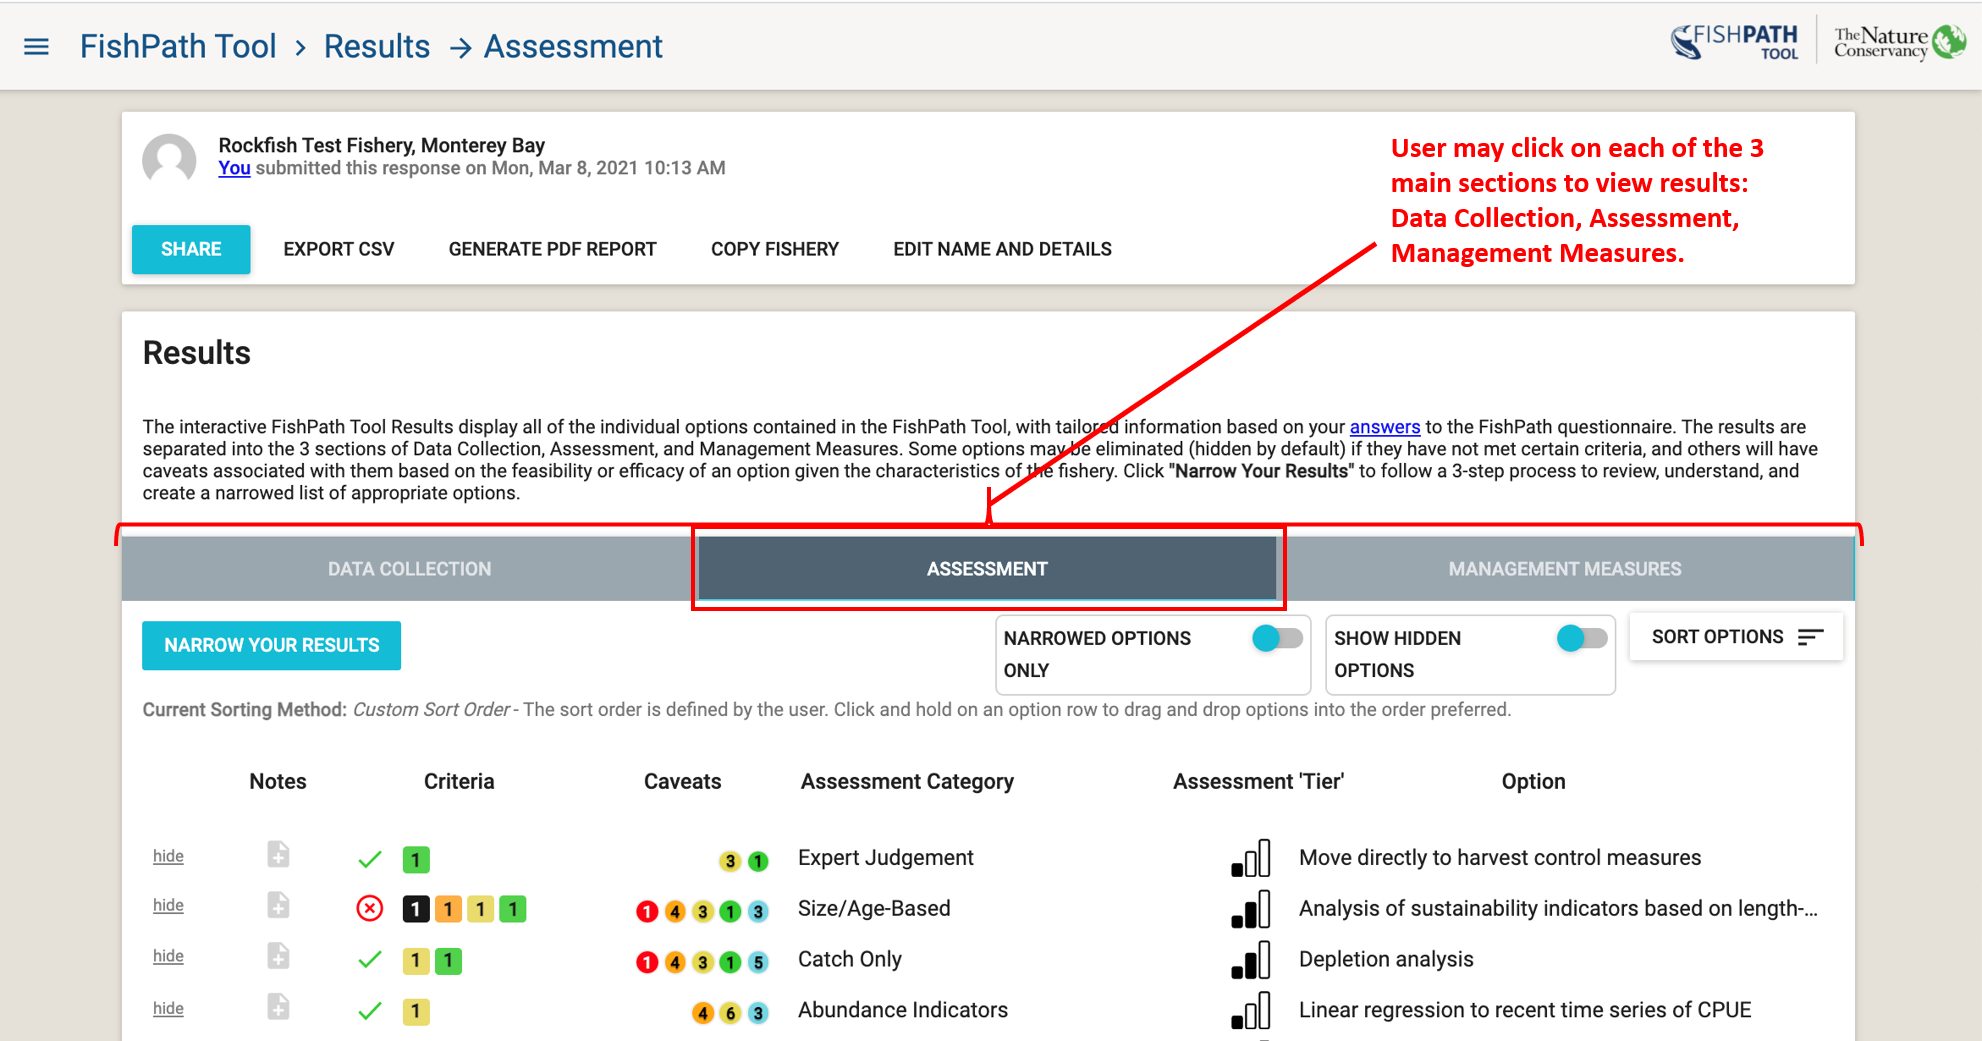 FishPath Tool > Results → Assessment
FISHPATH
TOOL
The Nature
Conservancy
Rockfish Test Fishery, Monterey Bay
You submitted this response on Mon, Mar 8, 2021 10:13 AM
User may click on each of the 3
main sections to view results:
Data Collection, Assessment,
Management Measures.
SHARE
EXPORT CSV
GENERATE PDF REPORT
COPY FISHERY
EDIT NAME AND DETAILS
Results
The interactive FishPath Tool Results display all of the individual options contained in the FishPath Tool, with tailored information based on your answers to the FishPath questionnaire. The results are
separated into the 3 sections of Data Collection, Assessment, and Management Measures. Some options may be eliminated (hidden by default) if they have not met certain criteria, and others will have
caveats associated with them based on the feasibility or efficacy of an option given the characteristics of the fishery. Click "Narrow Your Results" to follow a 3-step process to review, understand, and
create a narrowed list of appropriate options.
DATA COLLECTION
ASSESSMENT
MANAGEMENT MEASURES
NARROW YOUR RESULTS
NARROWED OPTIONS
ONLY
SHOW HIDDEN
OPTIONS
SORT OPTIONS
Current Sorting Method: Custom Sort Order - The sort order is defined by the user. Click and hold on an option row to drag and drop options into the order preferred.
Notes Criteria Caveats Assessment Category Assessment 'Tier' Option
hide 1 3 1 Expert Judgement Move directly to harvest control measures
hide 1 1 1 1 1 4 3 1 3 Size/Age-Based Analysis of sustainability indicators based on length-...
hide 1 1 1 4 3 1 5 Catch Only Depletion analysis
hide 1 4 6 3 Abundance Indicators Linear regression to recent time series of CPUE